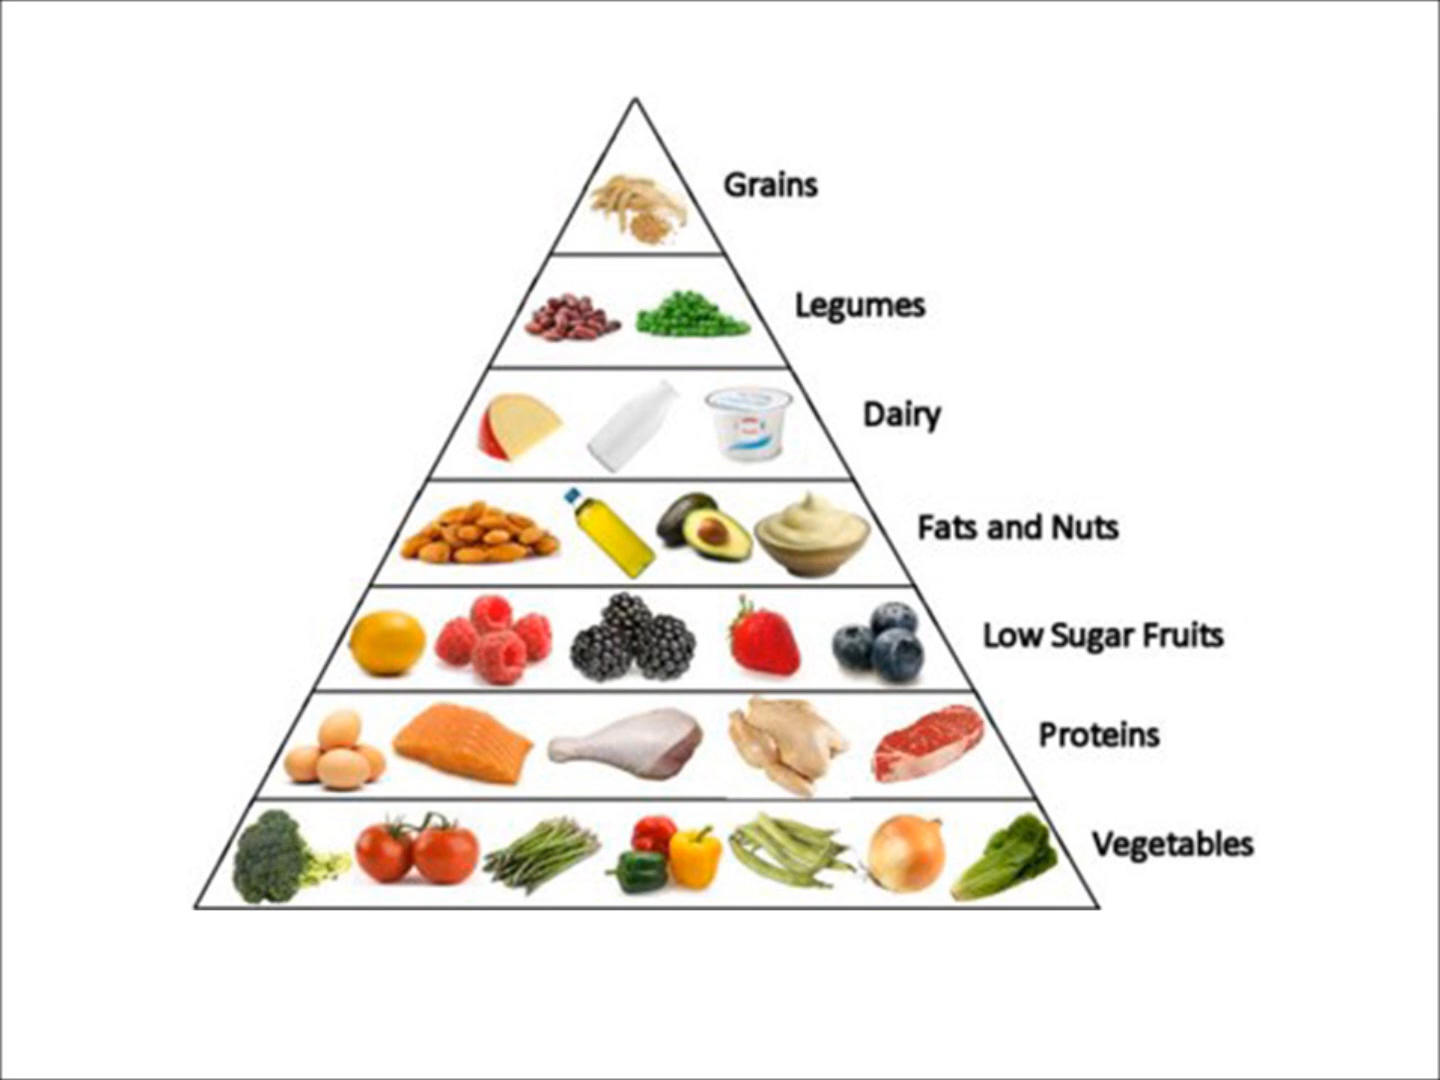 Grains
Legumes
Dairy
Fats and Nuts
Low Sugar Fruits
Proteins
Vegetables